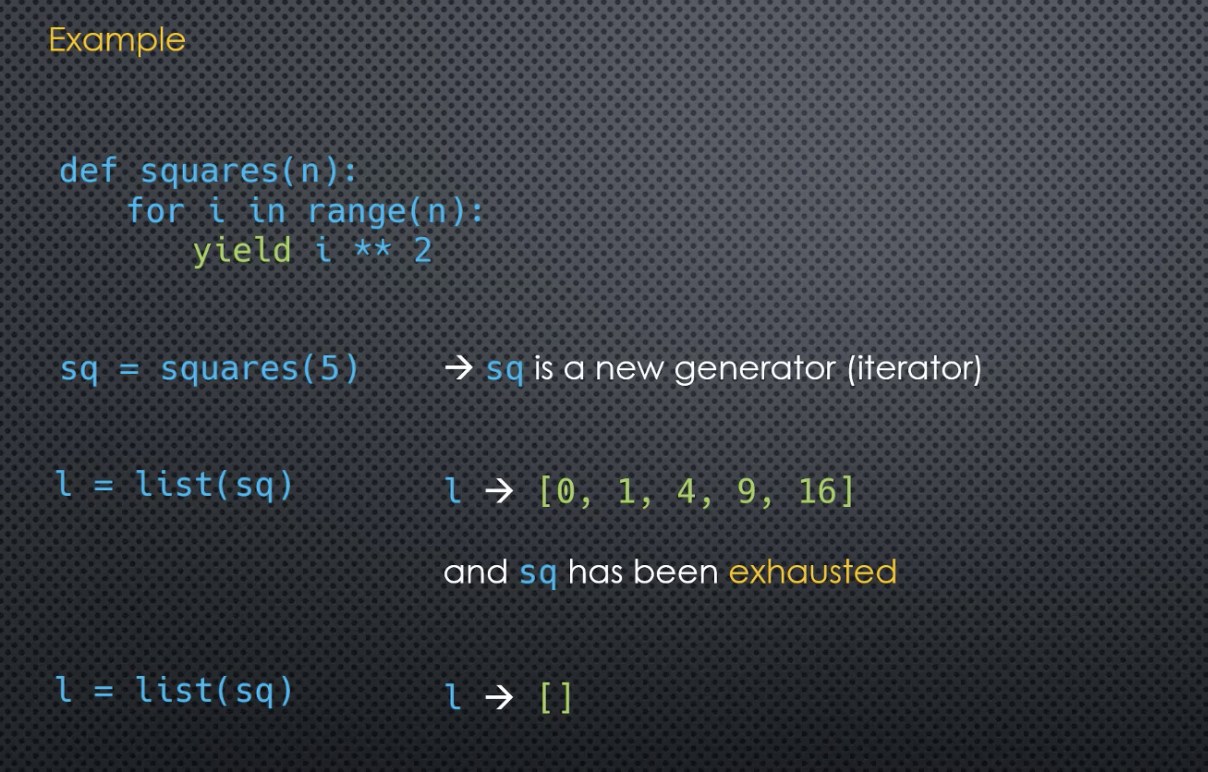 Example
def squares(n):
for i in range(n):
yield i ** 2
sq = squares(5) → sq is a new generator (iterator)
l = list(sq) l → [0, 1, 4, 9, 16]
and sq has been exhausted
l = list(sq) l → []